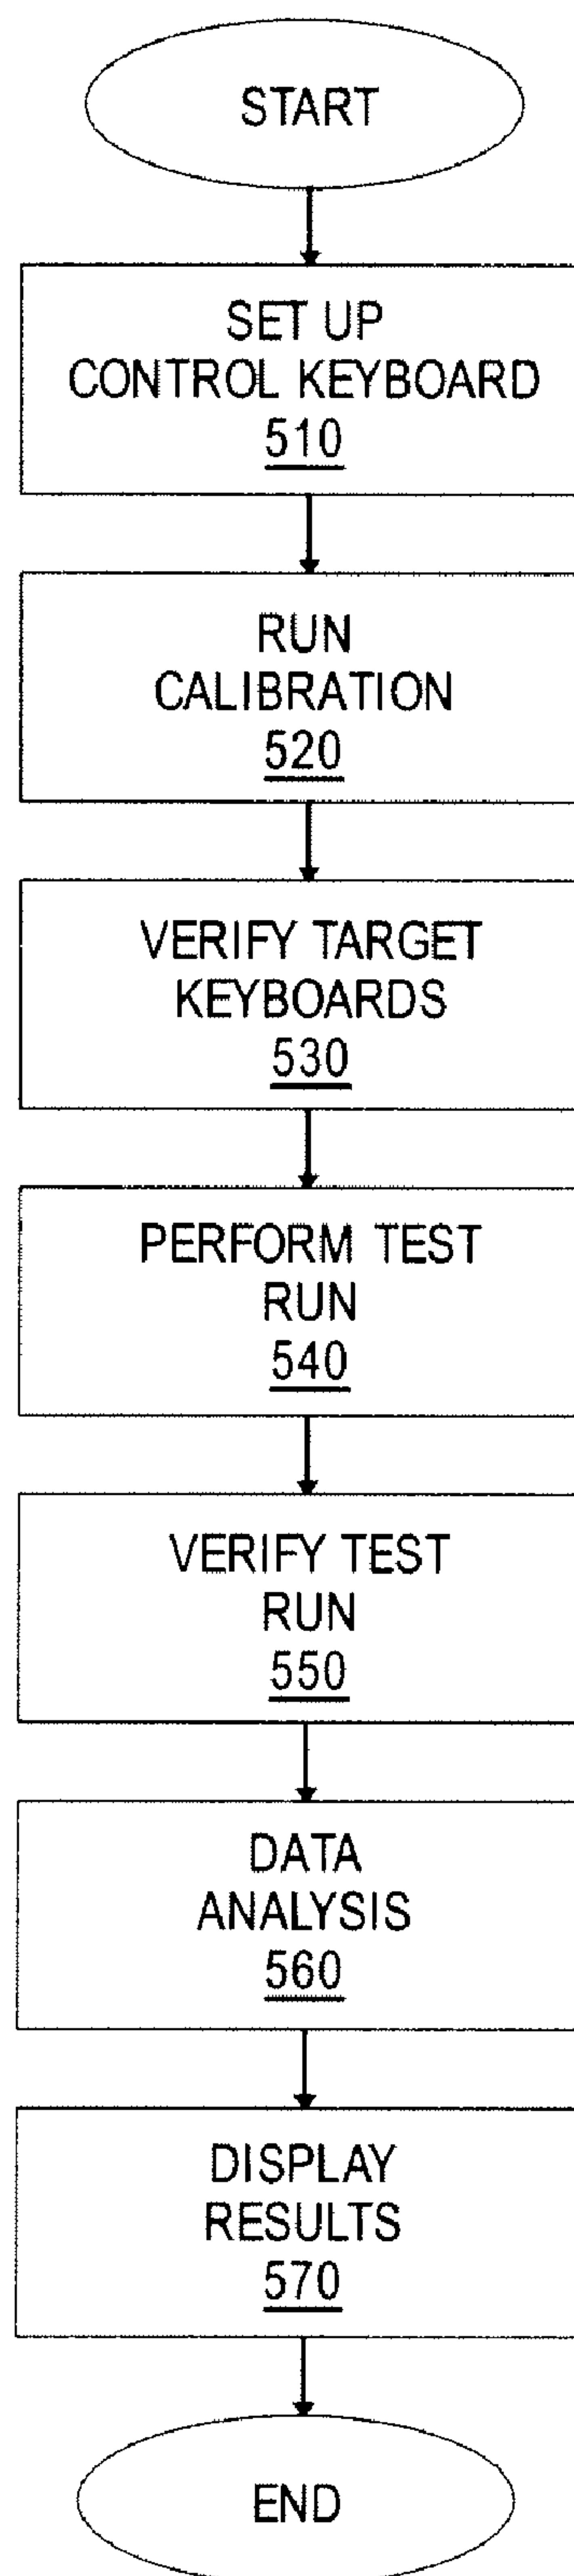 START
SET UP
CONTROL KEYBOARD
510
RUN
CALIBRATION
520
VERIFY TARGET
KEYBOARDS
530
PERFORM TEST
RUN
540
VERIFY TEST
RUN
550
DATA
ANALYSIS
560
DISPLAY
RESULTS
570
END